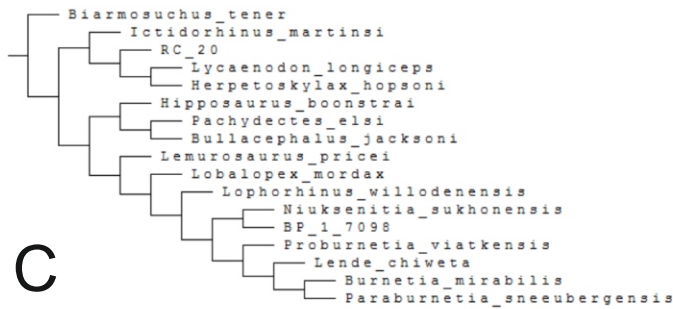 Biarmosuchus_tener
Ictidorhinus_martinsi
RC_20
Lycaenodon_longiceps
Herpetoskylax_hopsoni
Hipposaurus_boonstrai
Pachydectes_elsi
Bullacephalus_jacksoni
Lemurosaurus_pricei
Lobalopex_mordax
Lophorhinus_willodenensis
Niuksenitia_sukhonensis
BP_1_7098
Proburnetia_viatkensis
Lende_chiweta
Burnetia_mirabilis
Paraburnetia_sneeubergensis
C